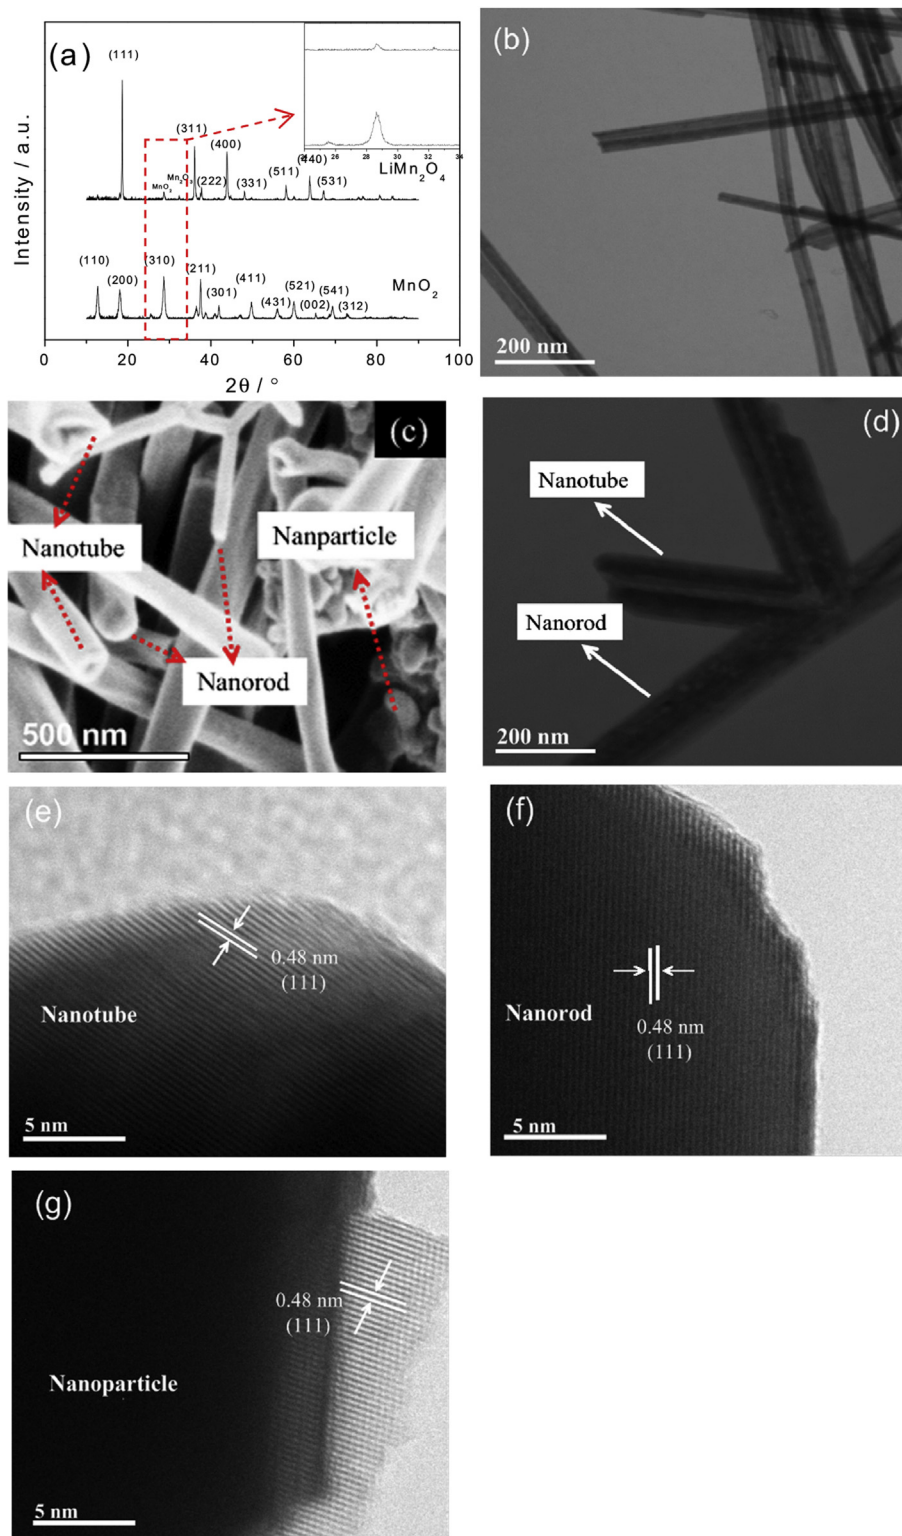 (a)
Intensity / a.u.
2θ / °
(111)
MnO₂
Mn₂O₃
(311)
(222)
(400)
(331)
(511)
(440)
(531)
LiMn₂O₄
24 26 28 30 32 34
(110)
(200)
(310)
(211)
(301)
(411)
(431)
(521)
(002)
(541)
(312)
MnO₂
0 20 40 60 80 100
(b)
200 nm
(c)
Nanotube
Nanparticle
Nanorod
500 nm
(d)
Nanotube
Nanorod
200 nm
(e)
0.48 nm
(111)
Nanotube
5 nm
(f)
Nanorod
0.48 nm
(111)
5 nm
(g)
0.48 nm
(111)
Nanoparticle
5 nm